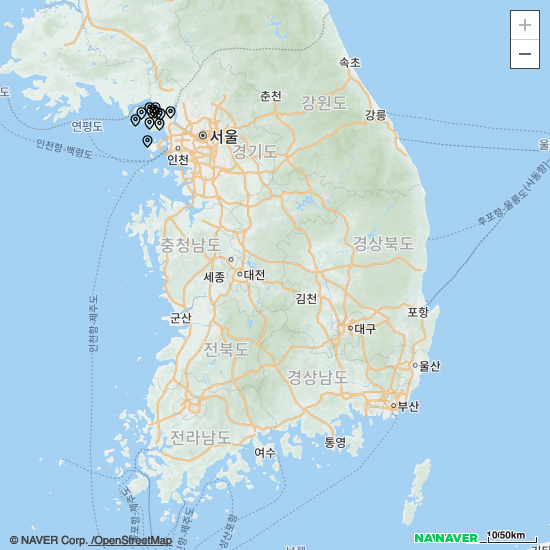 +
−
속초
춘천
강원도
강릉
연평도
서울
경기도
인천
인천항-백령도
울
후포항-울릉도(사동항)
충청남도
경상북도
세종
대전
김천
인천항-제주도
군산
포항
대구
전북도
울산
경상남도
부산
전라남도
통영
여수
성산포항
© NAVER Corp. /OpenStreetMap
NAVER
10/50km